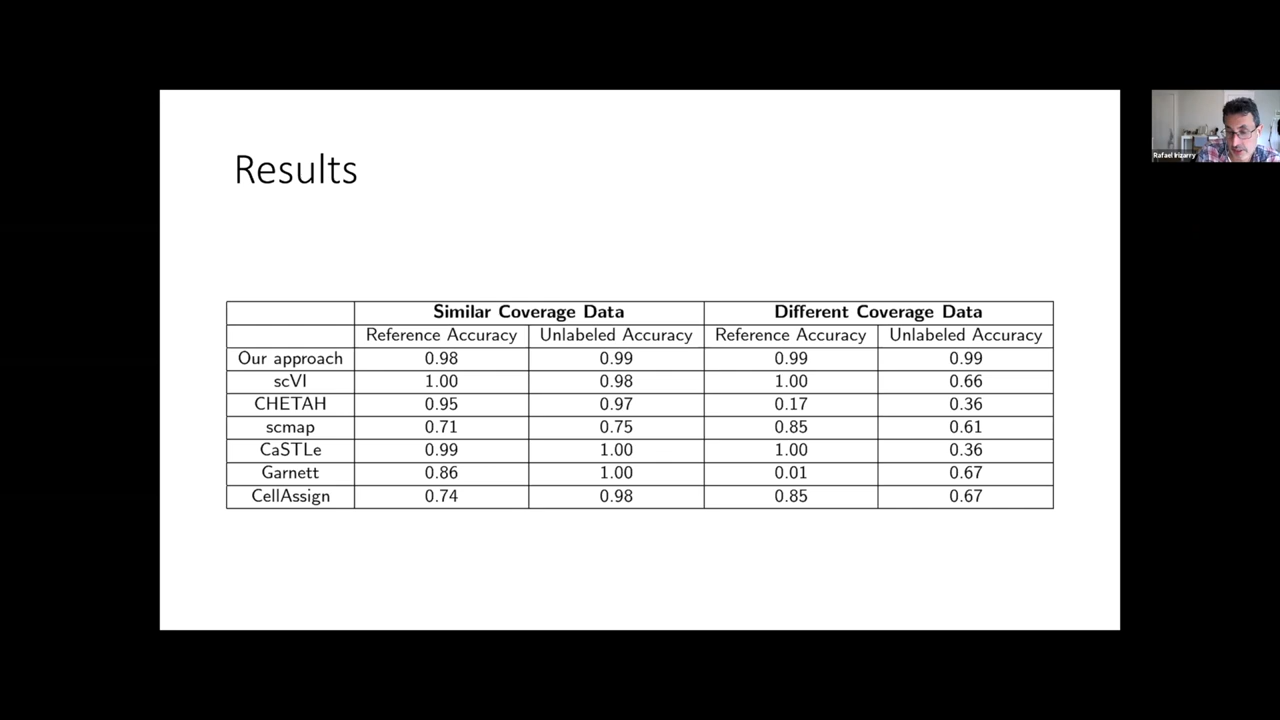 Results
Rafael Irizarry
Similar Coverage Data Different Coverage Data
Reference Accuracy Unlabeled Accuracy Reference Accuracy Unlabeled Accuracy
Our approach 0.98 0.99 0.99 0.99
scVI 1.00 0.98 1.00 0.66
CHETAH 0.95 0.97 0.17 0.36
scmap 0.71 0.75 0.85 0.61
CaSTLe 0.99 1.00 1.00 0.36
Garnett 0.86 1.00 0.01 0.67
CellAssign 0.74 0.98 0.85 0.67